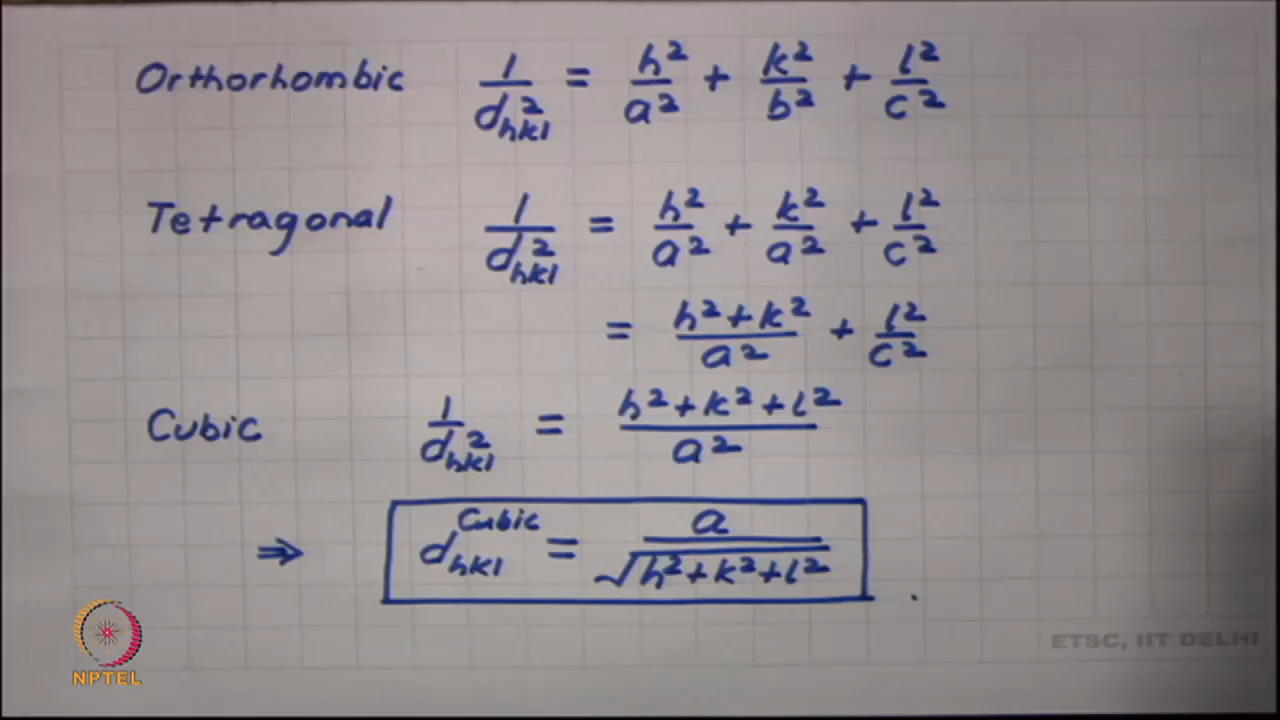 Orthorhombic 1/d²hkl = h²/a² + k²/b² + l²/c²
Tetragonal 1/d²hkl = h²/a² + k²/a² + l²/c²
= h²+k²/a² + l²/c²
Cubic 1/d²hkl = h²+k²+l²/a²
⇒ d^Cubic_hkl = a/√h²+k²+l²
ETSC, IIT DELHI
NPTEL